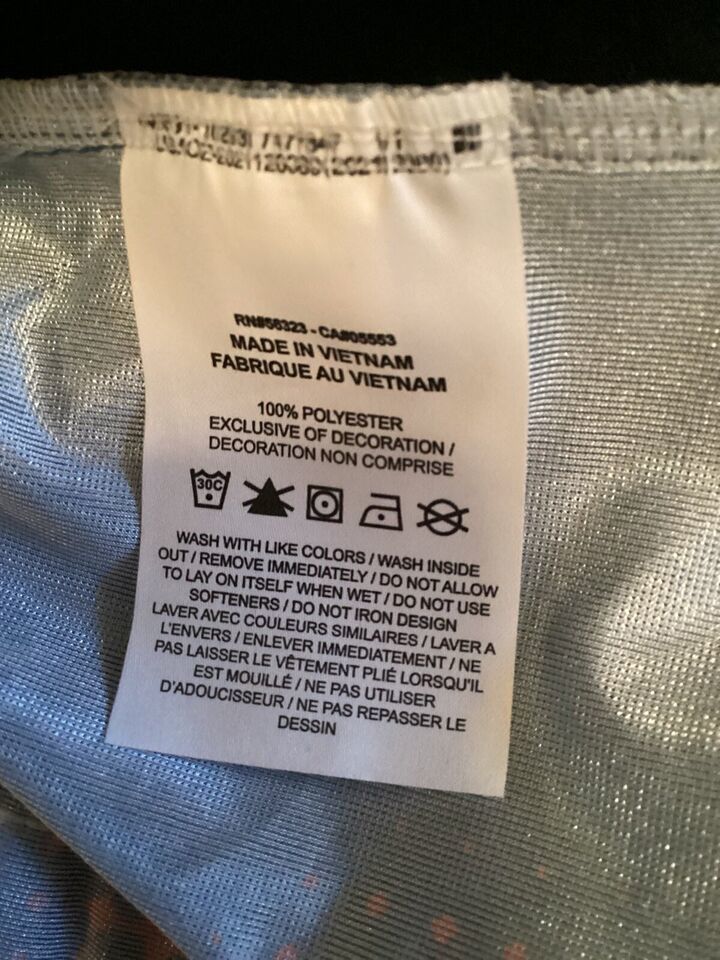 RN#56323 - CA#05553
MADE IN VIETNAM
FABRIQUE AU VIETNAM
100% POLYESTER
EXCLUSIVE OF DECORATION /
DECORATION NON COMPRISE
30C
WASH WITH LIKE COLORS / WASH INSIDE
OUT / REMOVE IMMEDIATELY / DO NOT ALLOW
TO LAY ON ITSELF WHEN WET / DO NOT USE
SOFTENERS / DO NOT IRON DESIGN
LAVER AVEC COULEURS SIMILAIRES / LAVER A
L'ENVERS / ENLEVER IMMEDIATEMENT / NE
PAS LAISSER LE VÊTEMENT PLIÉ LORSQU'IL
EST MOUILLÉ / NE PAS UTILISER
D'ADOUCISSEUR / NE PAS REPASSER LE
DESSIN